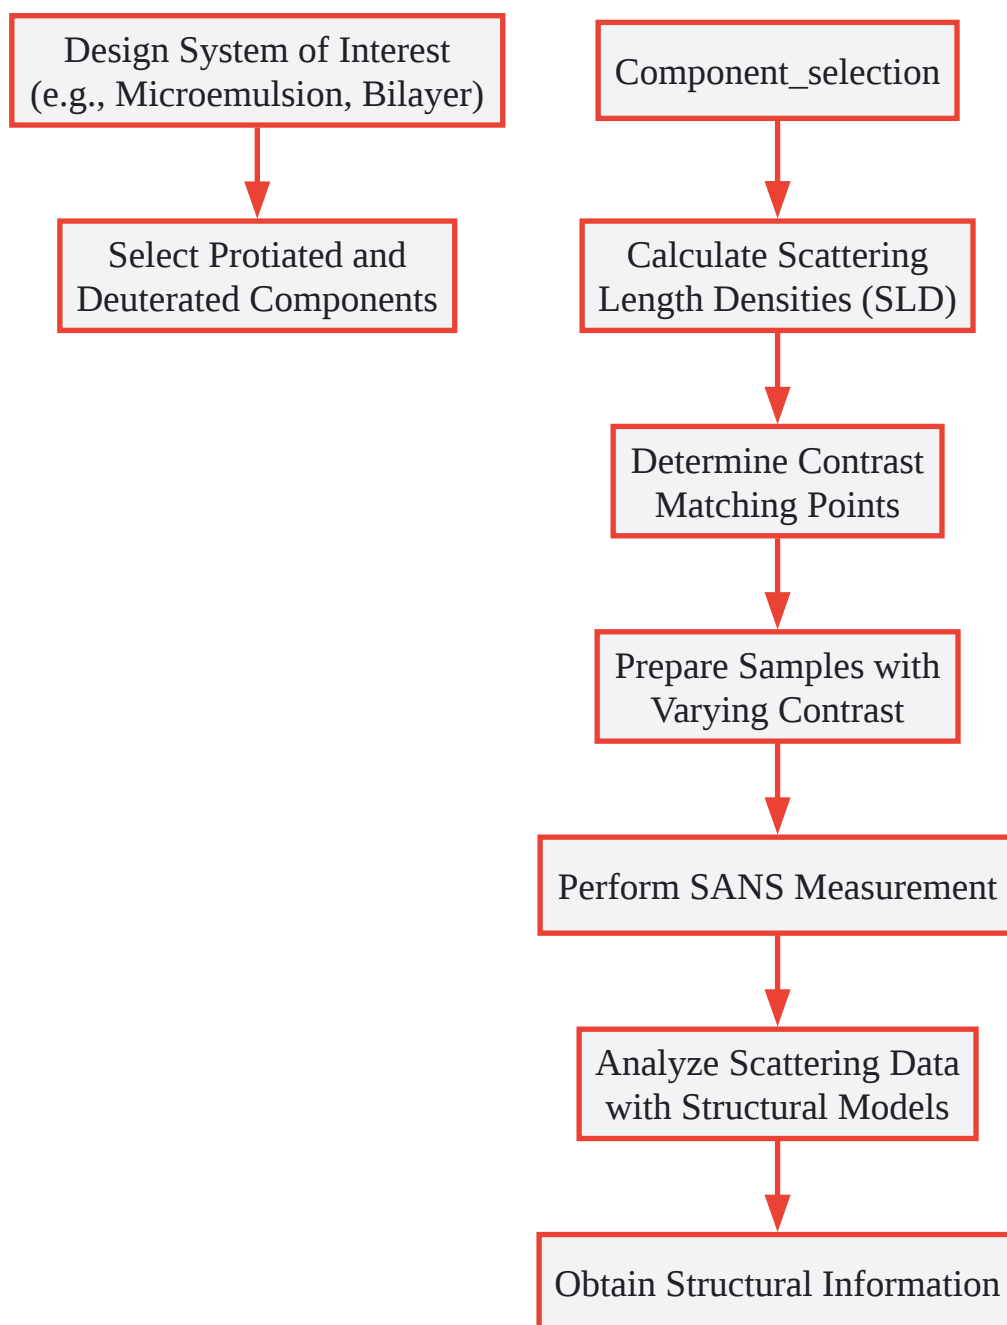 Design System of Interest
(e.g., Microemulsion, Bilayer)
Select Protiated and
Deuterated Components
Component_selection
Calculate Scattering
Length Densities (SLD)
Determine Contrast
Matching Points
Prepare Samples with
Varying Contrast
Perform SANS Measurement
Analyze Scattering Data
with Structural Models
Obtain Structural Information